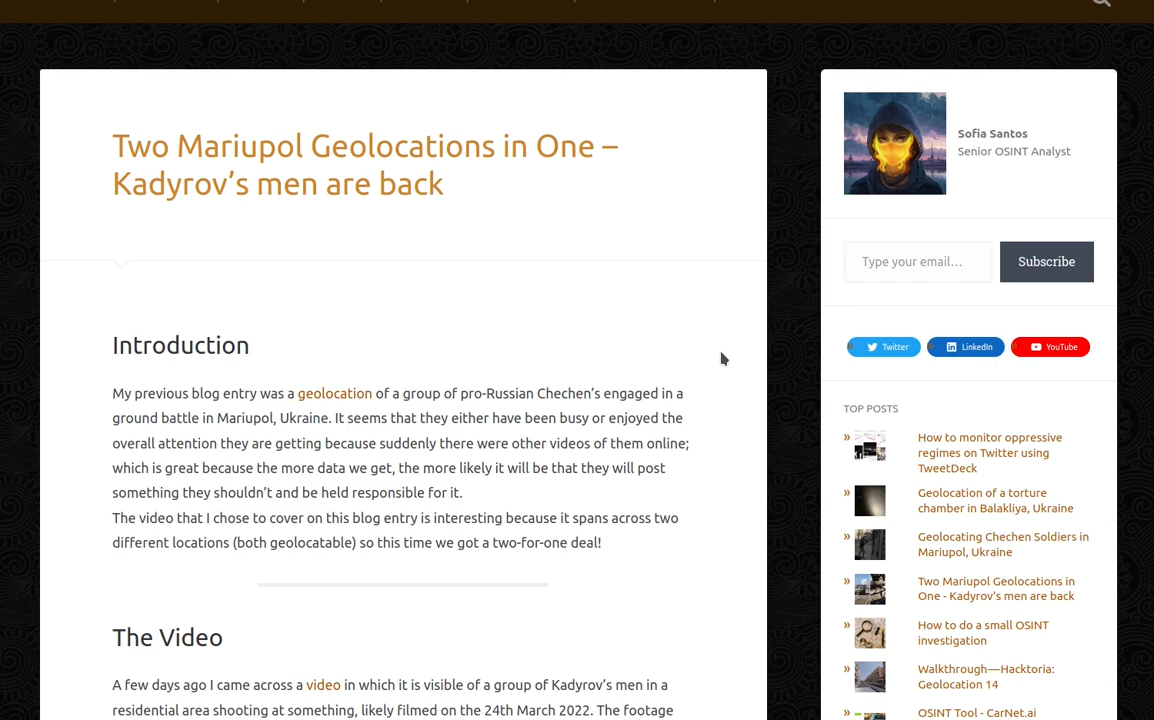 Two Mariupol Geolocations in One –
Kadyrov's men are back
Introduction
My previous blog entry was a geolocation of a group of pro-Russian Chechen's engaged in a
ground battle in Mariupol, Ukraine. It seems that they either have been busy or enjoyed the
overall attention they are getting because suddenly there were other videos of them online;
which is great because the more data we get, the more likely it will be that they will post
something they shouldn't and be held responsible for it.
The video that I chose to cover on this blog entry is interesting because it spans across two
different locations (both geolocatable) so this time we got a two-for-one deal!
The Video
A few days ago I came across a video in which it is visible of a group of Kadyrov's men in a
residential area shooting at something, likely filmed on the 24th March 2022. The footage
Sofia Santos
Senior OSINT Analyst
Type your email…
Subscribe
Twitter
LinkedIn
YouTube
TOP POSTS
» How to monitor oppressive
regimes on Twitter using
TweetDeck
» Geolocation of a torture
chamber in Balakliya, Ukraine
» Geolocating Chechen Soldiers in
Mariupol, Ukraine
» Two Mariupol Geolocations in
One - Kadyrov's men are back
» How to do a small OSINT
investigation
» Walkthrough — Hacktoria:
Geolocation 14
» OSINT Tool - CarNet.ai